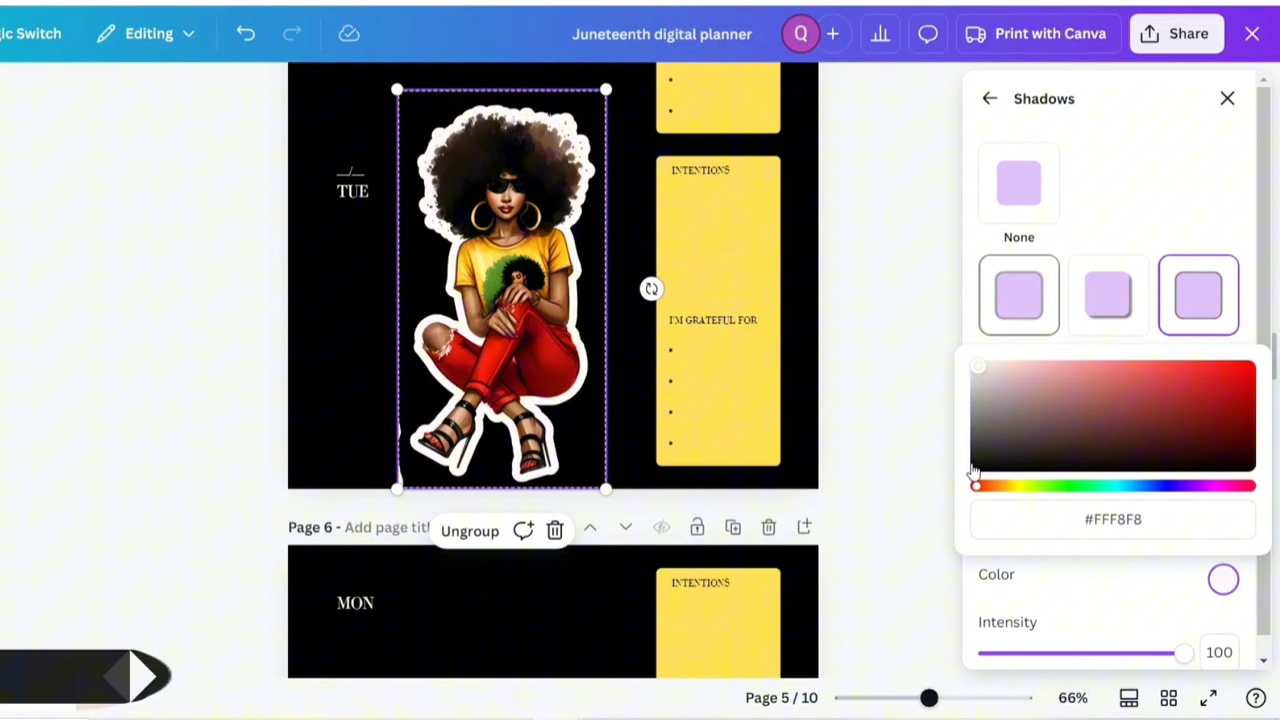 ic Switch
Editing
Juneteenth digital planner
Q
Print with Canva
Share
Shadows
None
_/_
TUE
INTENTIONS
I'M GRATEFUL FOR
#FFF8F8
Color
Intensity
100
Page 6 - Add page titl
Ungroup
MON
INTENTIONS
Page 5 / 10
66%